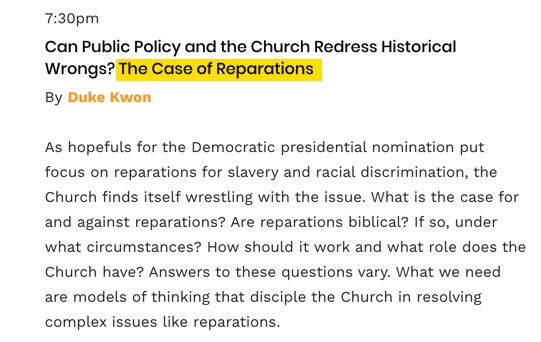 7:30pm
Can Public Policy and the Church Redress Historical
Wrongs? The Case of Reparations
By Duke Kwon
As hopefuls for the Democratic presidential nomination put
focus on reparations for slavery and racial discrimination, the
Church finds itself wrestling with the issue. What is the case for
and against reparations? Are reparations biblical? If so, under
what circumstances? How should it work and what role does the
Church have? Answers to these questions vary. What we need
are models of thinking that disciple the Church in resolving
complex issues like reparations.